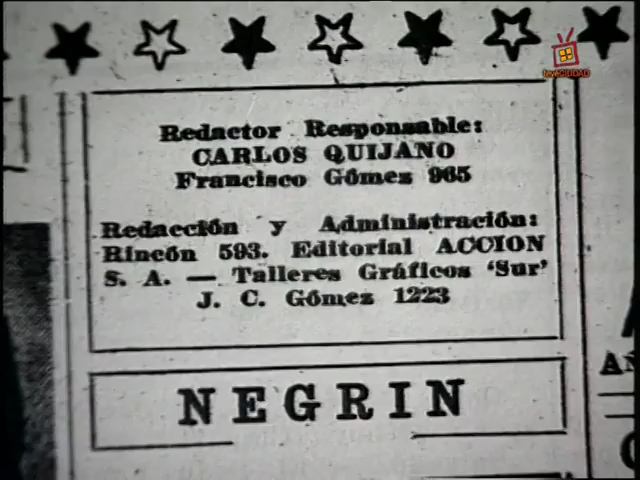 tevéCIUDAD
Redactor Responsable:
CARLOS QUIJANO
Francisco Gómez 965
Redacción y Administración:
Rincón 593. Editorial ACCION
S. A. — Talleres Gráficos 'Sur'
J. C. Gómez 1223
NEGRIN